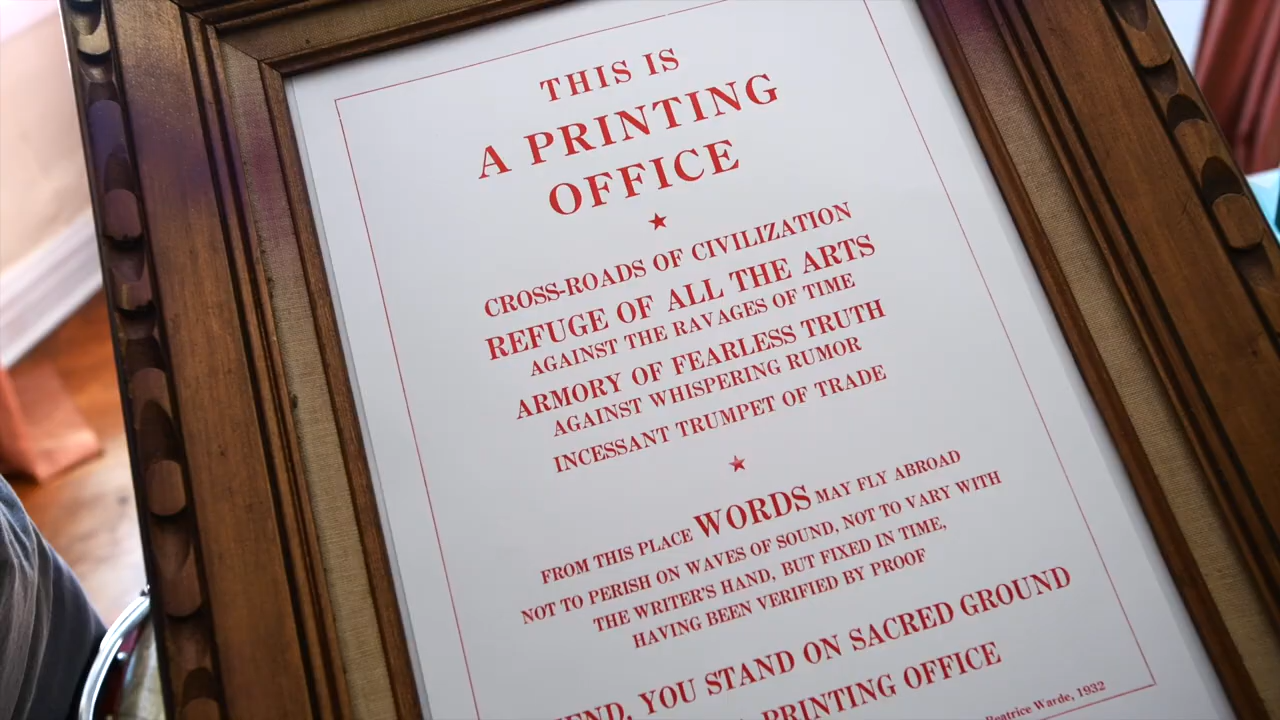 THIS IS
A PRINTING
OFFICE
CROSS-ROADS OF CIVILIZATION
REFUGE OF ALL THE ARTS
AGAINST THE RAVAGES OF TIME
ARMORY OF FEARLESS TRUTH
AGAINST WHISPERING RUMOR
INCESSANT TRUMPET OF TRADE
FROM THIS PLACE WORDS MAY FLY ABROAD
NOT TO PERISH ON WAVES OF SOUND, NOT TO VARY WITH
THE WRITER'S HAND, BUT FIXED IN TIME,
HAVING BEEN VERIFIED BY PROOF
YOU STAND ON SACRED GROUND
PRINTING OFFICE
Beatrice Warde, 1932